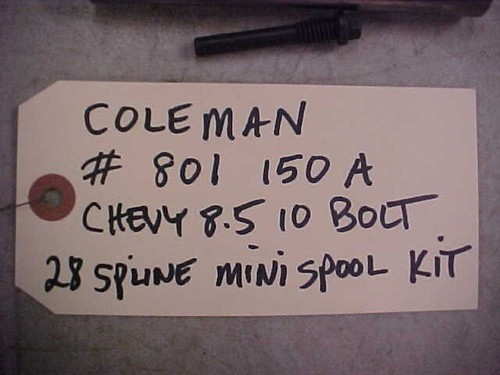 COLEMAN
# 801 150 A
CHEVY 8.5 10 BOLT
28 SPLINE MINI SPOOL KIT